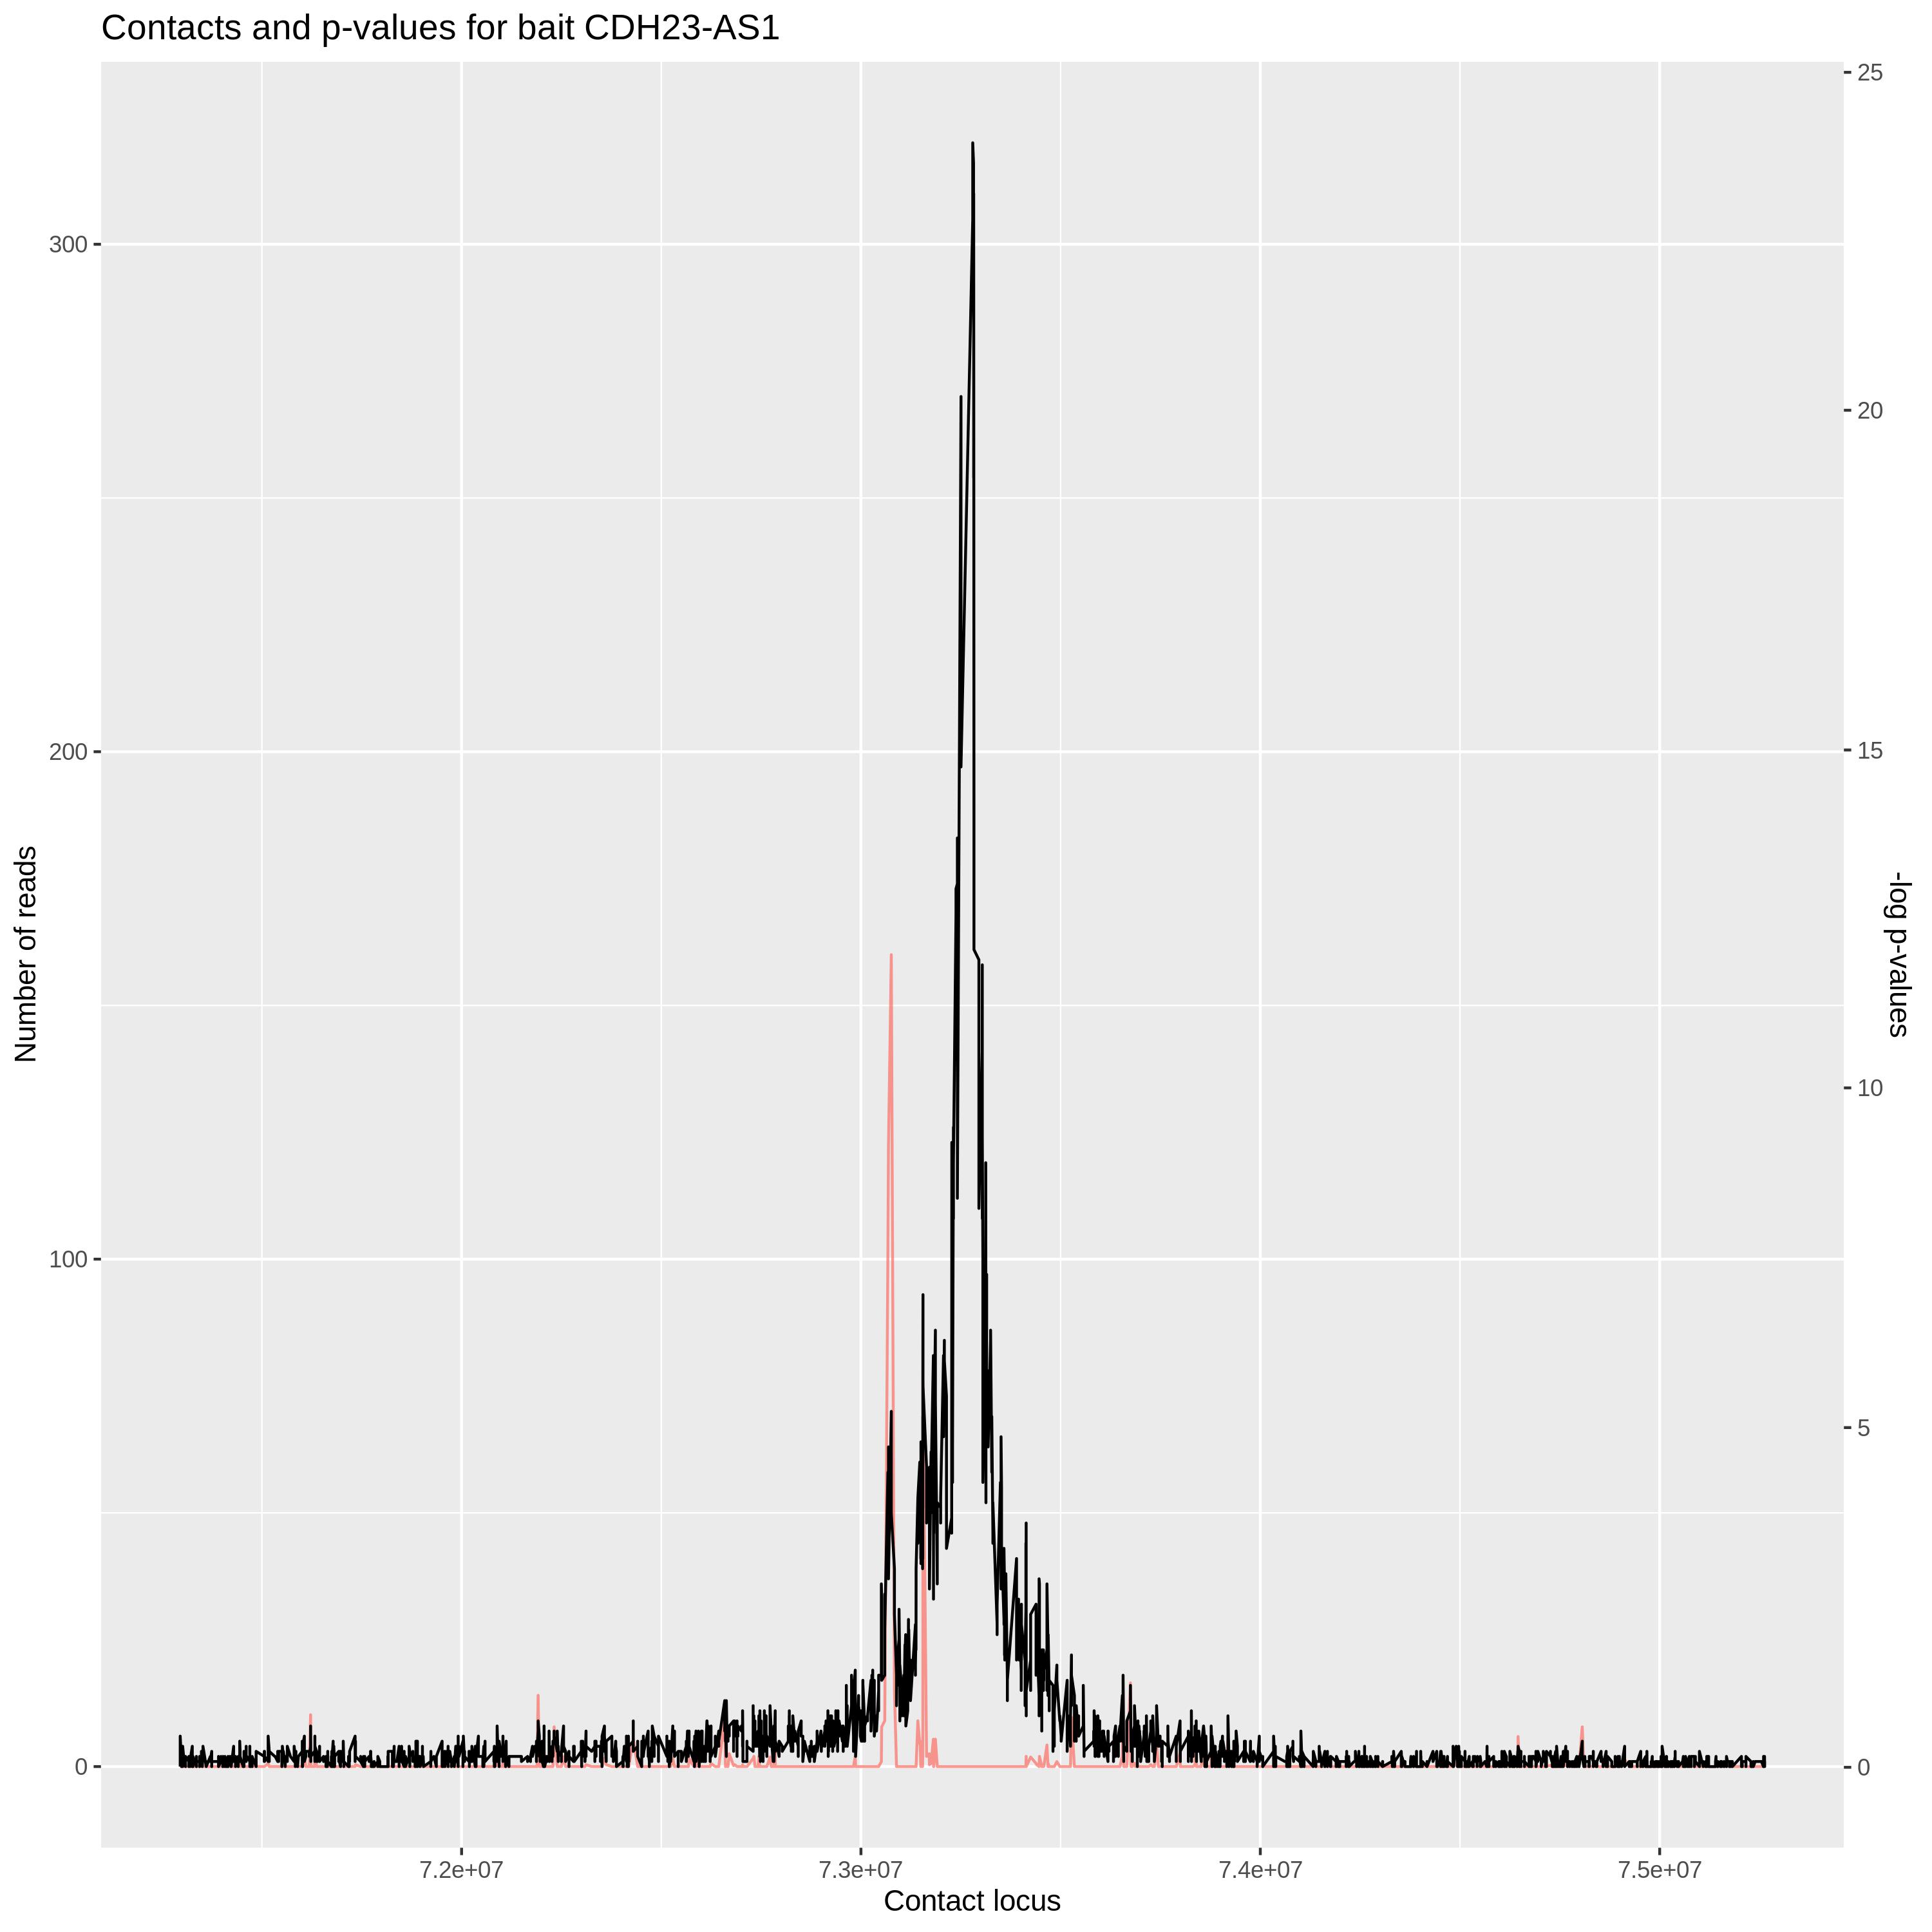 Contacts and p-values for bait CDH23-AS1
Number of reads
300
200
100
0
25
20
15
10
5
0
-log p-values
7.2e+07
7.3e+07
7.4e+07
7.5e+07
Contact locus